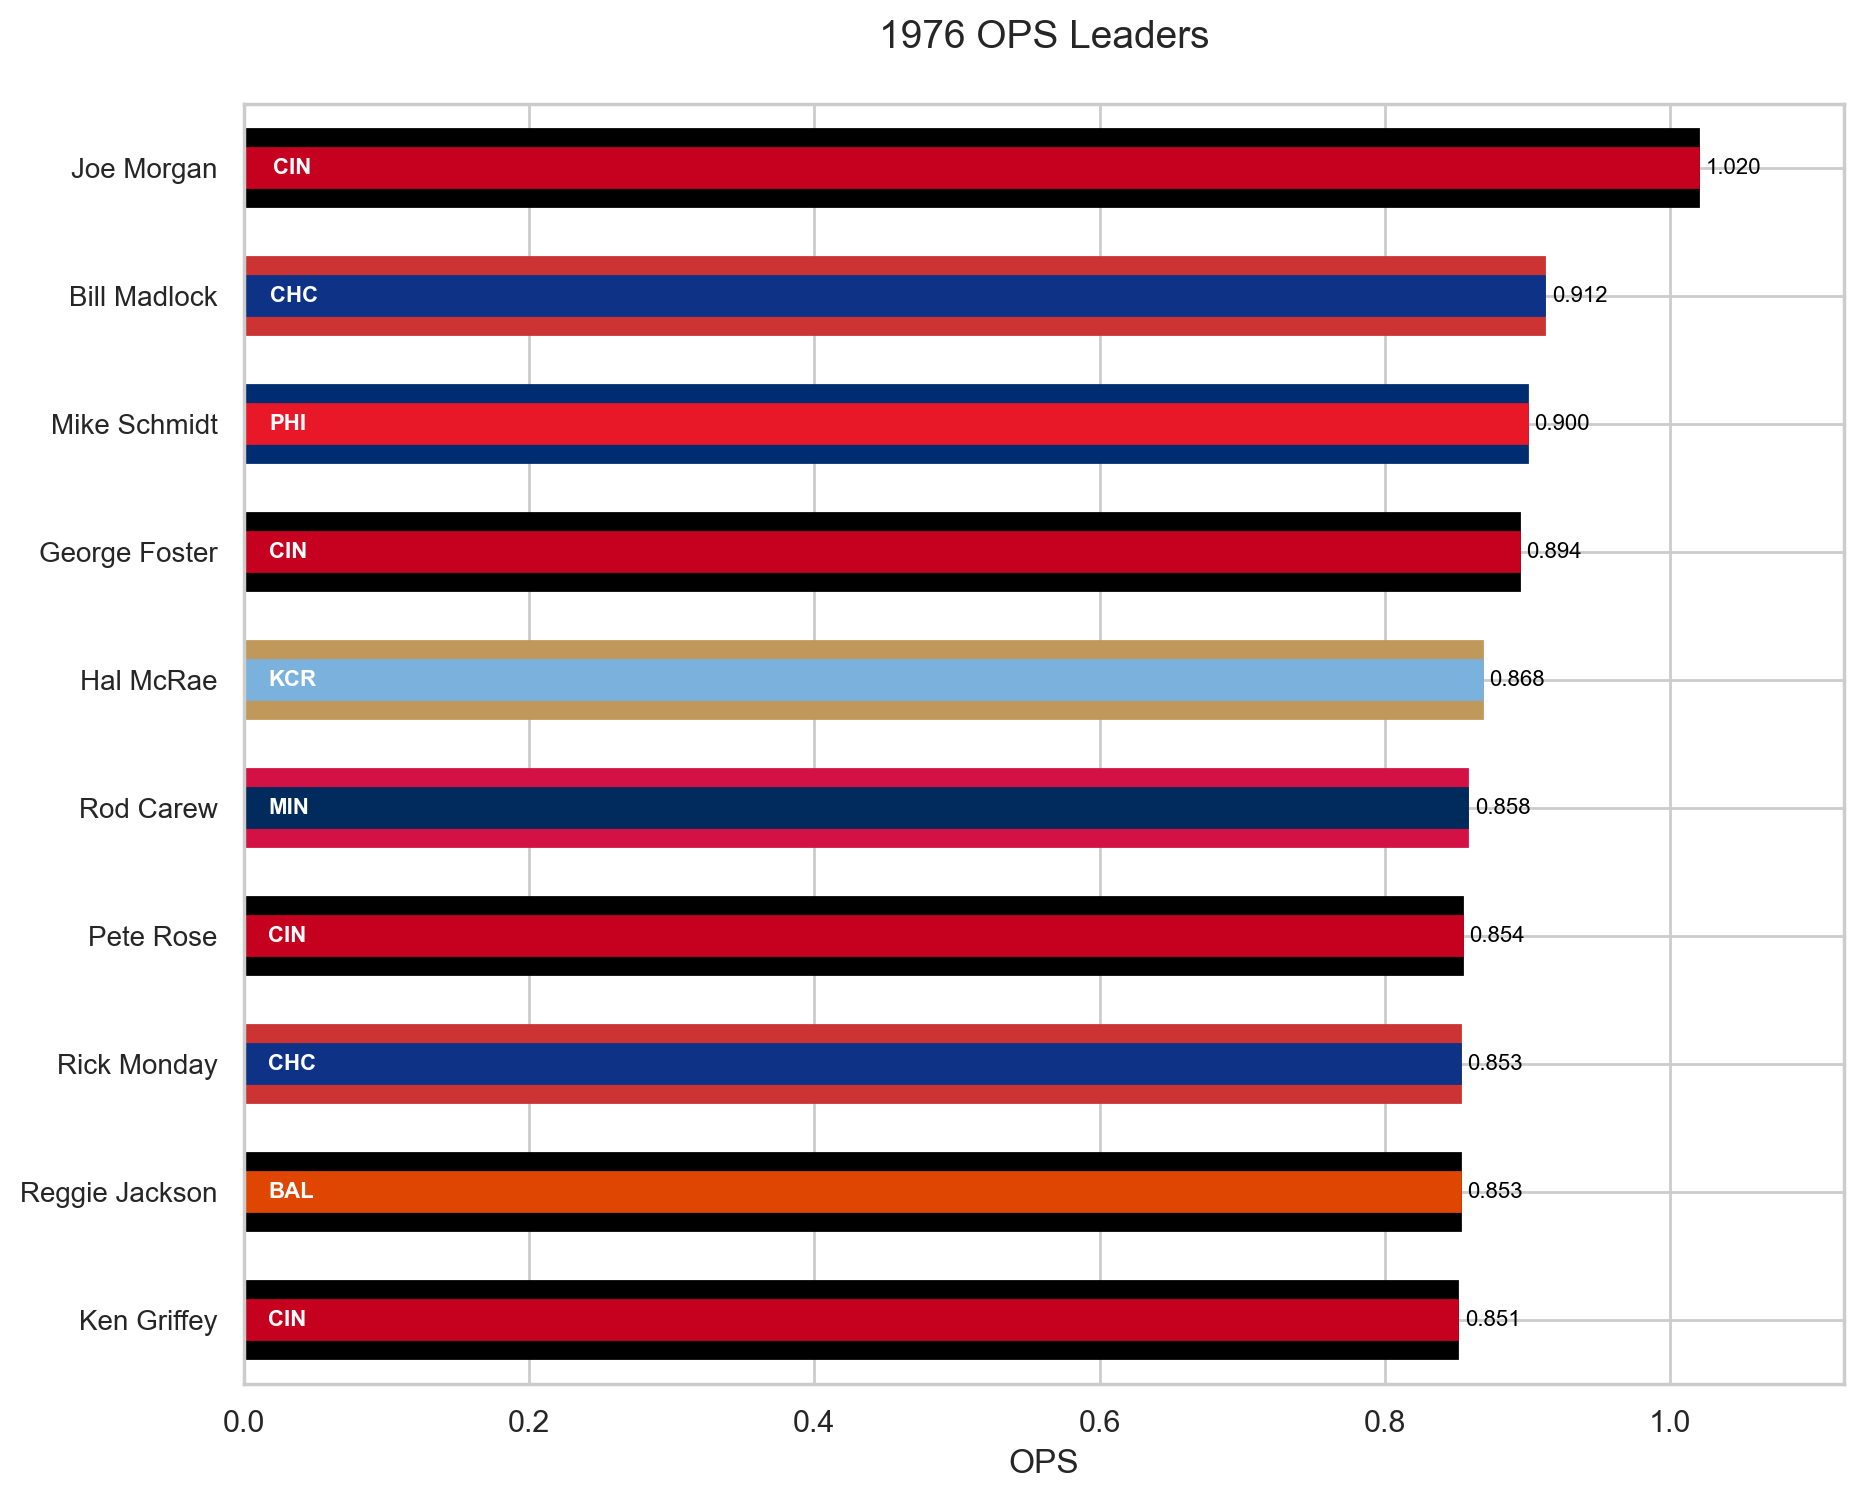 1976 OPS Leaders
Joe Morgan CIN 1.020
Bill Madlock CHC 0.912
Mike Schmidt PHI 0.900
George Foster CIN 0.894
Hal McRae KCR 0.868
Rod Carew MIN 0.858
Pete Rose CIN 0.854
Rick Monday CHC 0.853
Reggie Jackson BAL 0.853
Ken Griffey CIN 0.851
0.0 0.2 0.4 0.6 0.8 1.0
OPS